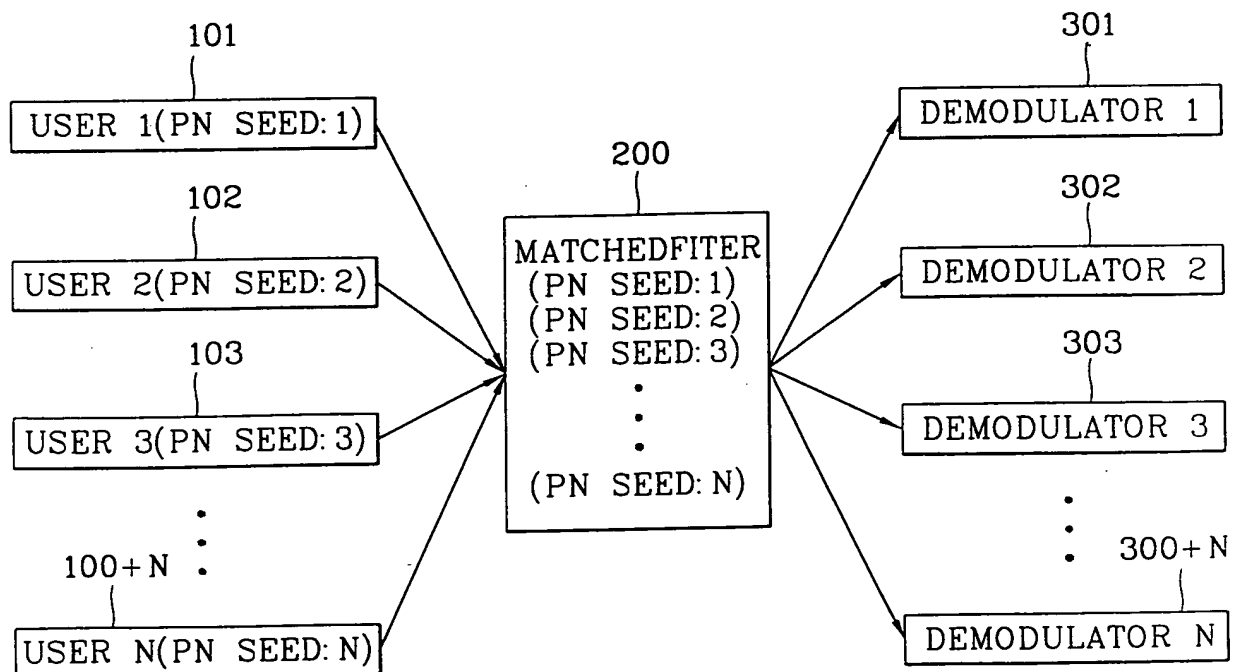 101
USER 1(PN SEED:1)
102
USER 2(PN SEED:2)
103
USER 3(PN SEED:3)
100+N
USER N(PN SEED:N)
200
MATCHEDFITER
(PN SEED:1)
(PN SEED:2)
(PN SEED:3)
(PN SEED:N)
301
DEMODULATOR 1
302
DEMODULATOR 2
303
DEMODULATOR 3
300+N
DEMODULATOR N